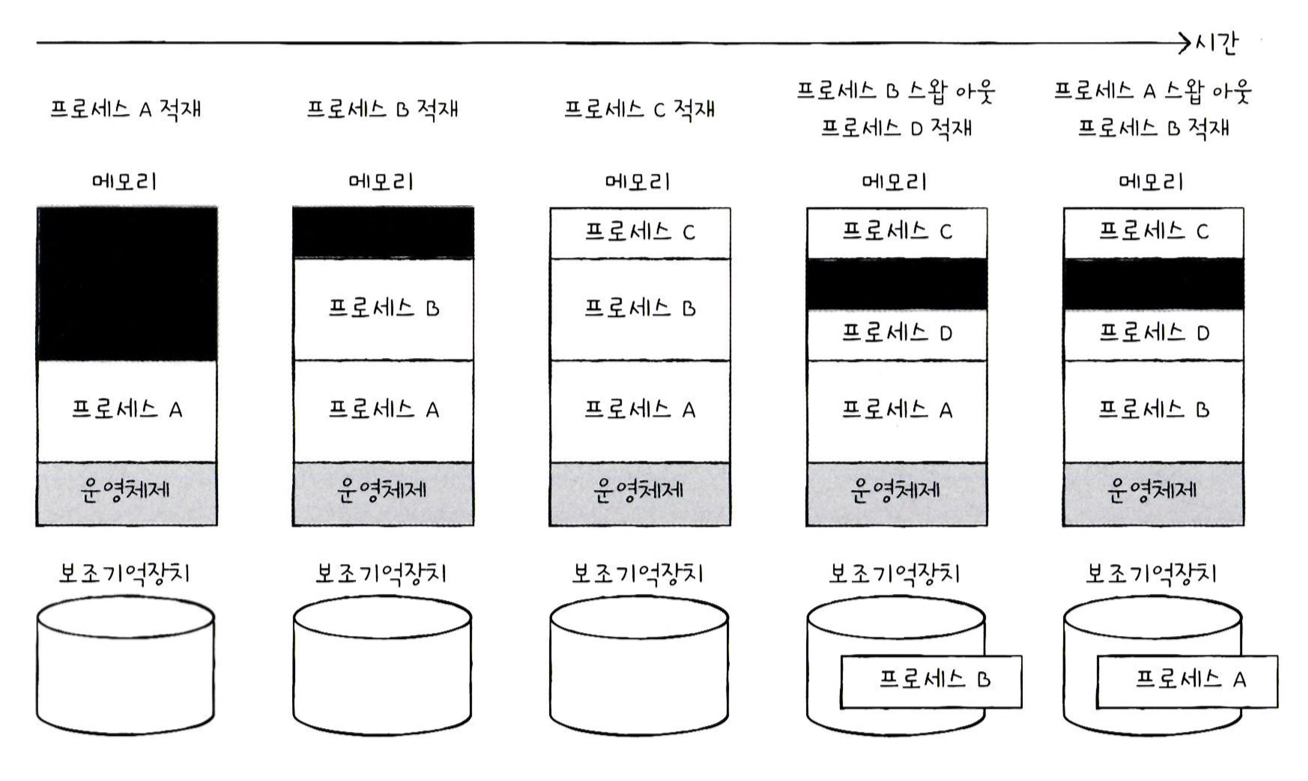 시간
프로세스 A 적재
프로세스 B 적재
프로세스 C 적재
프로세스 B 스왑 아웃
프로세스 D 적재
프로세스 A 스왑 아웃
프로세스 B 적재
메모리
메모리
메모리
메모리
메모리
프로세스 A
운영체제
프로세스 B
프로세스 A
운영체제
프로세스 C
프로세스 B
프로세스 A
운영체제
프로세스 C
프로세스 D
프로세스 A
운영체제
프로세스 C
프로세스 D
프로세스 B
운영체제
보조기억장치
보조기억장치
보조기억장치
보조기억장치
보조기억장치
프로세스 B
프로세스 A